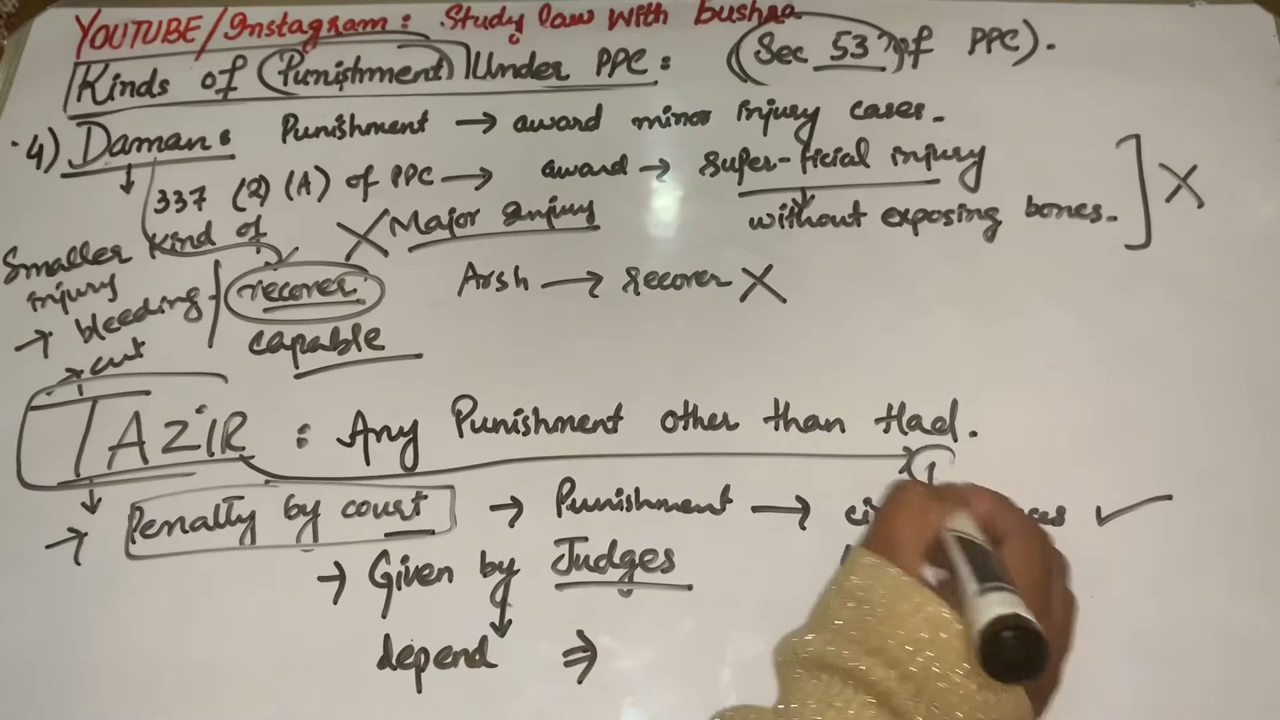 YOUTUBE/Instagram: Study law with bushra
Kinds of (Punishment) Under PPC: (Sec 53 of PPC).
4) Daman: Punishment → award minor injury cases.
337 (2) (A) of PPC → award → super-ficial injury
without exposing bones. ] X
Smaller kind of
injury
→ bleeding
→ cut
recover
capable
X Major Injury
Arsh → recover X
TAZIR : Any Punishment other than Had.
→ Penalty by court → Punishment → ✓
→ Given by Judges
depend ⇒